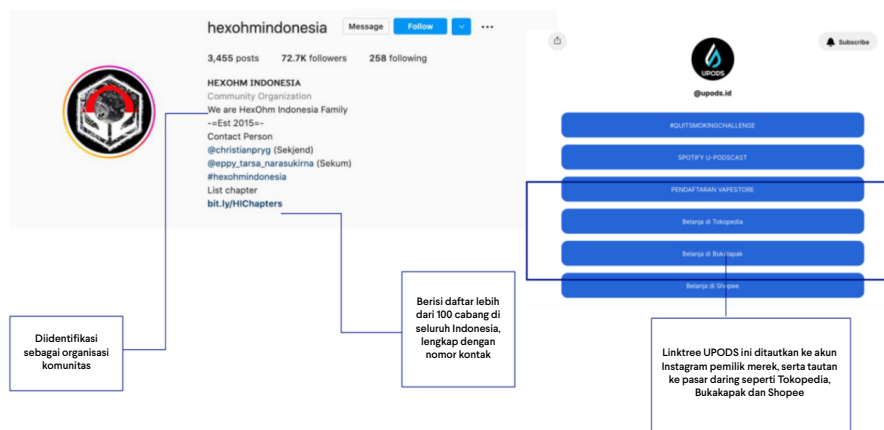 hexohmindonesia Message Follow
3,455 posts 72.7K followers 258 following
HEXOHM INDONESIA
Community Organization
We are HexOhm Indonesia Family
-=Est 2015=-
Contact Person
@christianpryg (Sekjend)
@eppy_tarsa_narasukirna (Sekum)
#hexohmindonesia
List chapter
bit.ly/HIChapters
Diidentifikasi
sebagai organisasi
komunitas
Berisi daftar lebih
dari 100 cabang di
seluruh Indonesia,
lengkap dengan
nomor kontak
Subscribe
UPODS
@upods.id
#QUITSMOKINGCHALLENGE
SPOTIFY U-PODSCAST
PENDAFTARAN VAPESTORE
Belanja di Tokopedia
Belanja di Bukalapak
Belanja di Shopee
Linktree UPODS ini ditautkan ke akun
Instagram pemilik merek, serta tautan
ke pasar daring seperti Tokopedia,
Bukakapak dan Shopee